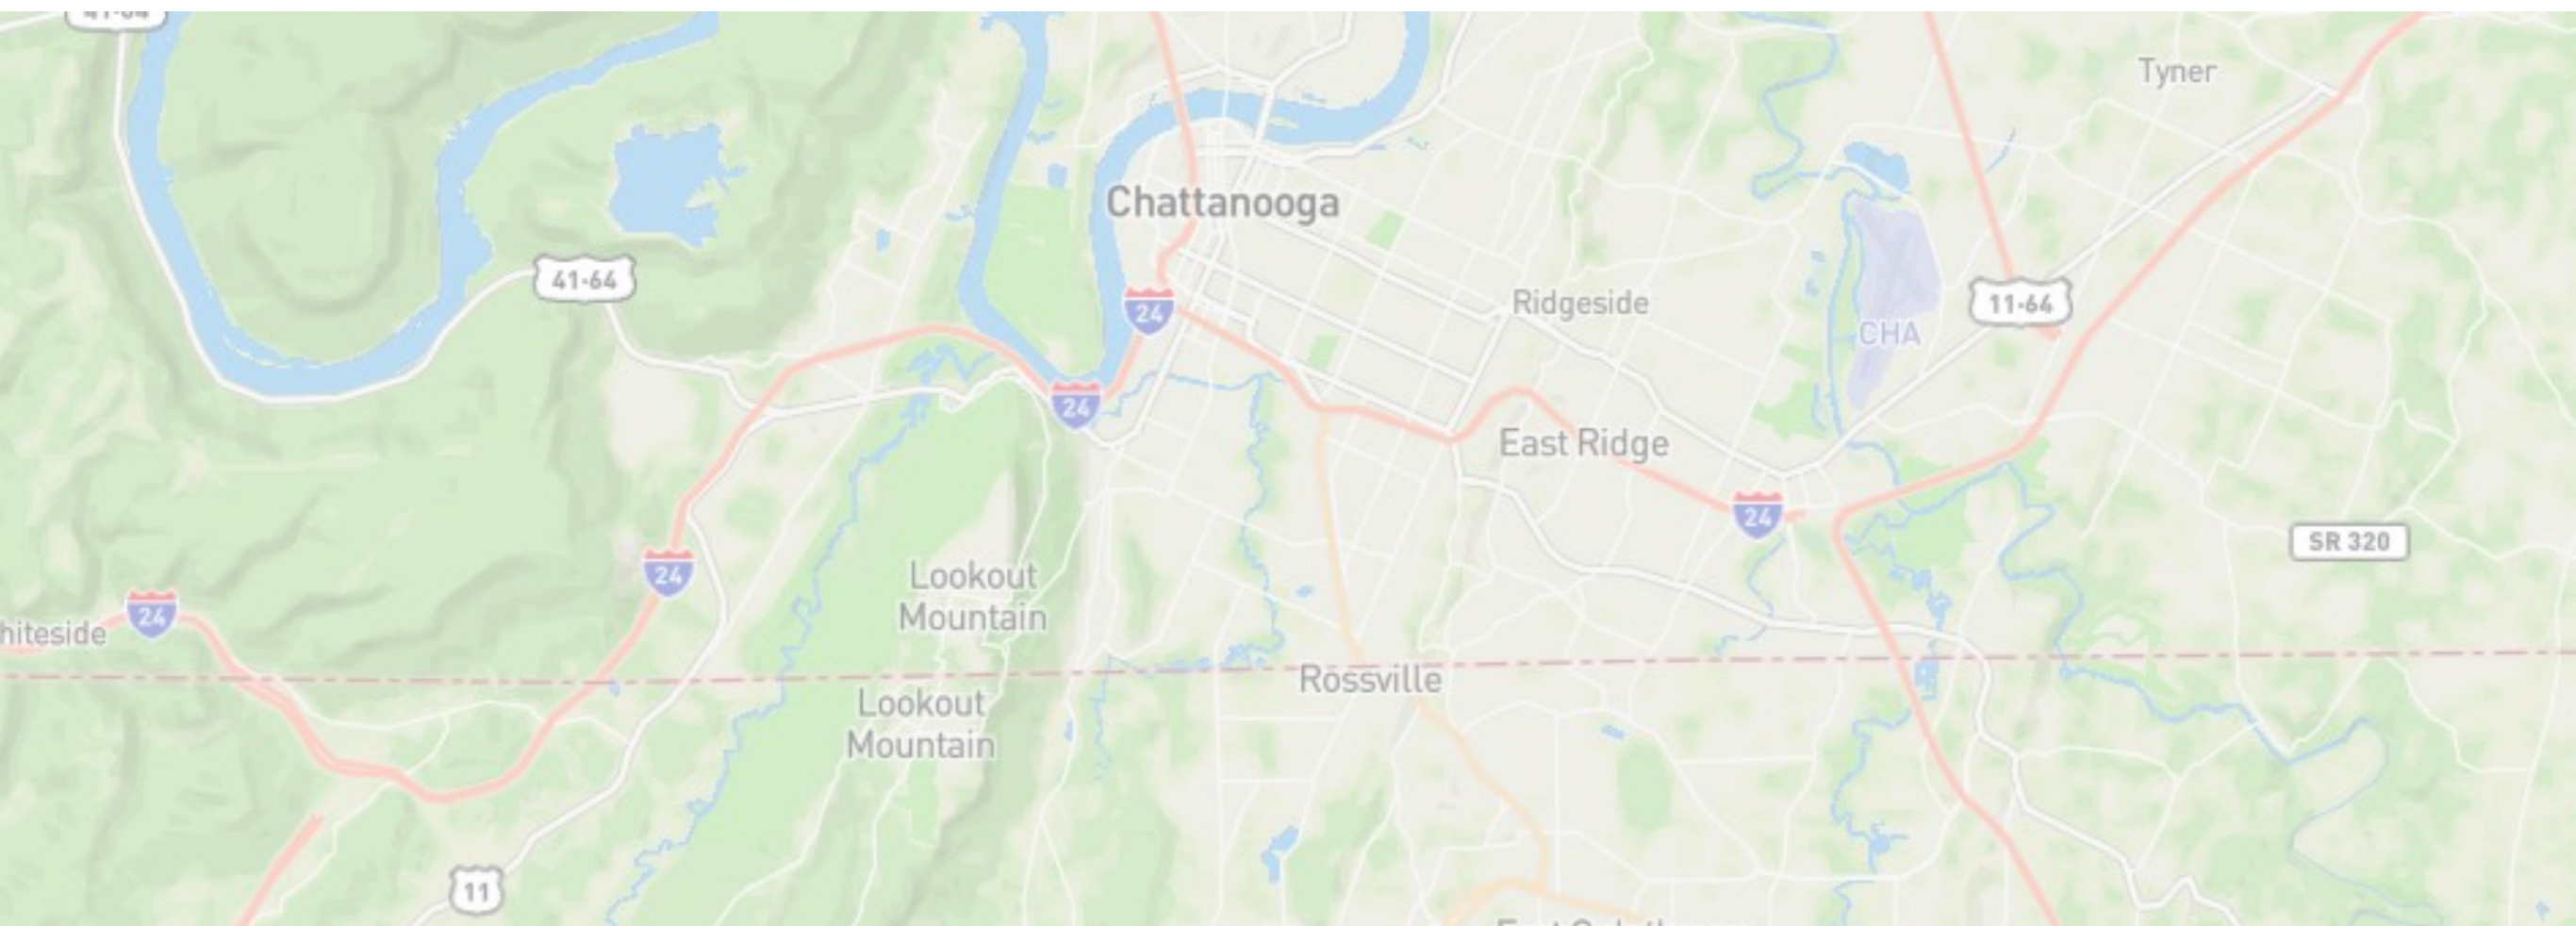 41-64
Tyner
Chattanooga
41-64
24
Ridgeside
11-64
CHA
24
East Ridge
24
SR 320
24
Lookout
Mountain
24
hiteside
Rossville
Lookout
Mountain
11